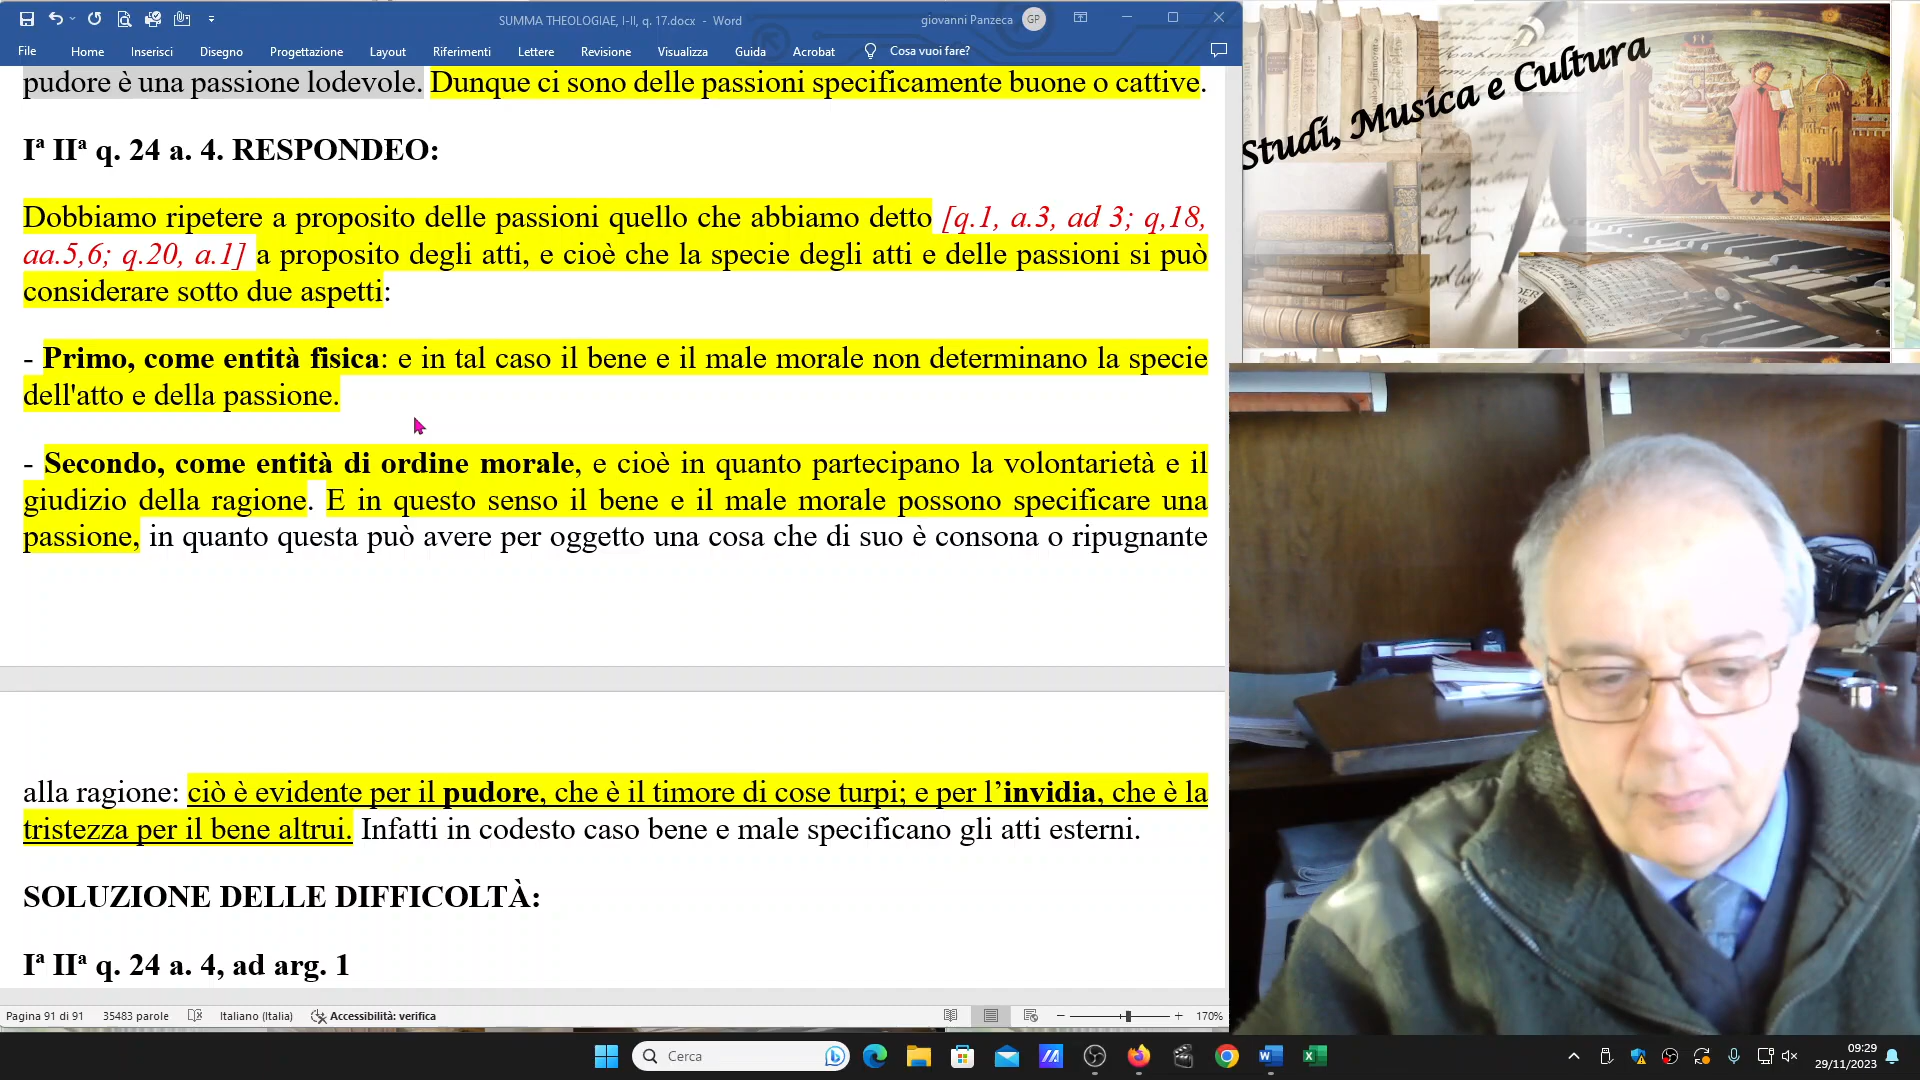 SUMMA THEOLOGIAE, I-II, q. 17.docx - Word
giovanni Panzeca GP
File Home Inserisci Disegno Progettazione Layout Riferimenti Lettere Revisione Visualizza Guida Acrobat Cosa vuoi fare?
pudore è una passione lodevole. Dunque ci sono delle passioni specificamente buone o cattive.
Iª IIª q. 24 a. 4. RESPONDEO:
Dobbiamo ripetere a proposito delle passioni quello che abbiamo detto [q.1, a.3, ad 3; q,18,
aa.5,6; q.20, a.1] a proposito degli atti, e cioè che la specie degli atti e delle passioni si può
considerare sotto due aspetti:
- Primo, come entità fisica: e in tal caso il bene e il male morale non determinano la specie
dell'atto e della passione.
- Secondo, come entità di ordine morale, e cioè in quanto partecipano la volontarietà e il
giudizio della ragione. E in questo senso il bene e il male morale possono specificare una
passione, in quanto questa può avere per oggetto una cosa che di suo è consona o ripugnante
alla ragione: ciò è evidente per il pudore, che è il timore di cose turpi; e per l’invidia, che è la
tristezza per il bene altrui. Infatti in codesto caso bene e male specificano gli atti esterni.
SOLUZIONE DELLE DIFFICOLTÀ:
Iª IIª q. 24 a. 4, ad arg. 1
Pagina 91 di 91 35483 parole Italiano (Italia) Accessibilità: verifica 170%
Studi, Musica e Cultura
Cerca
09:29
29/11/2023